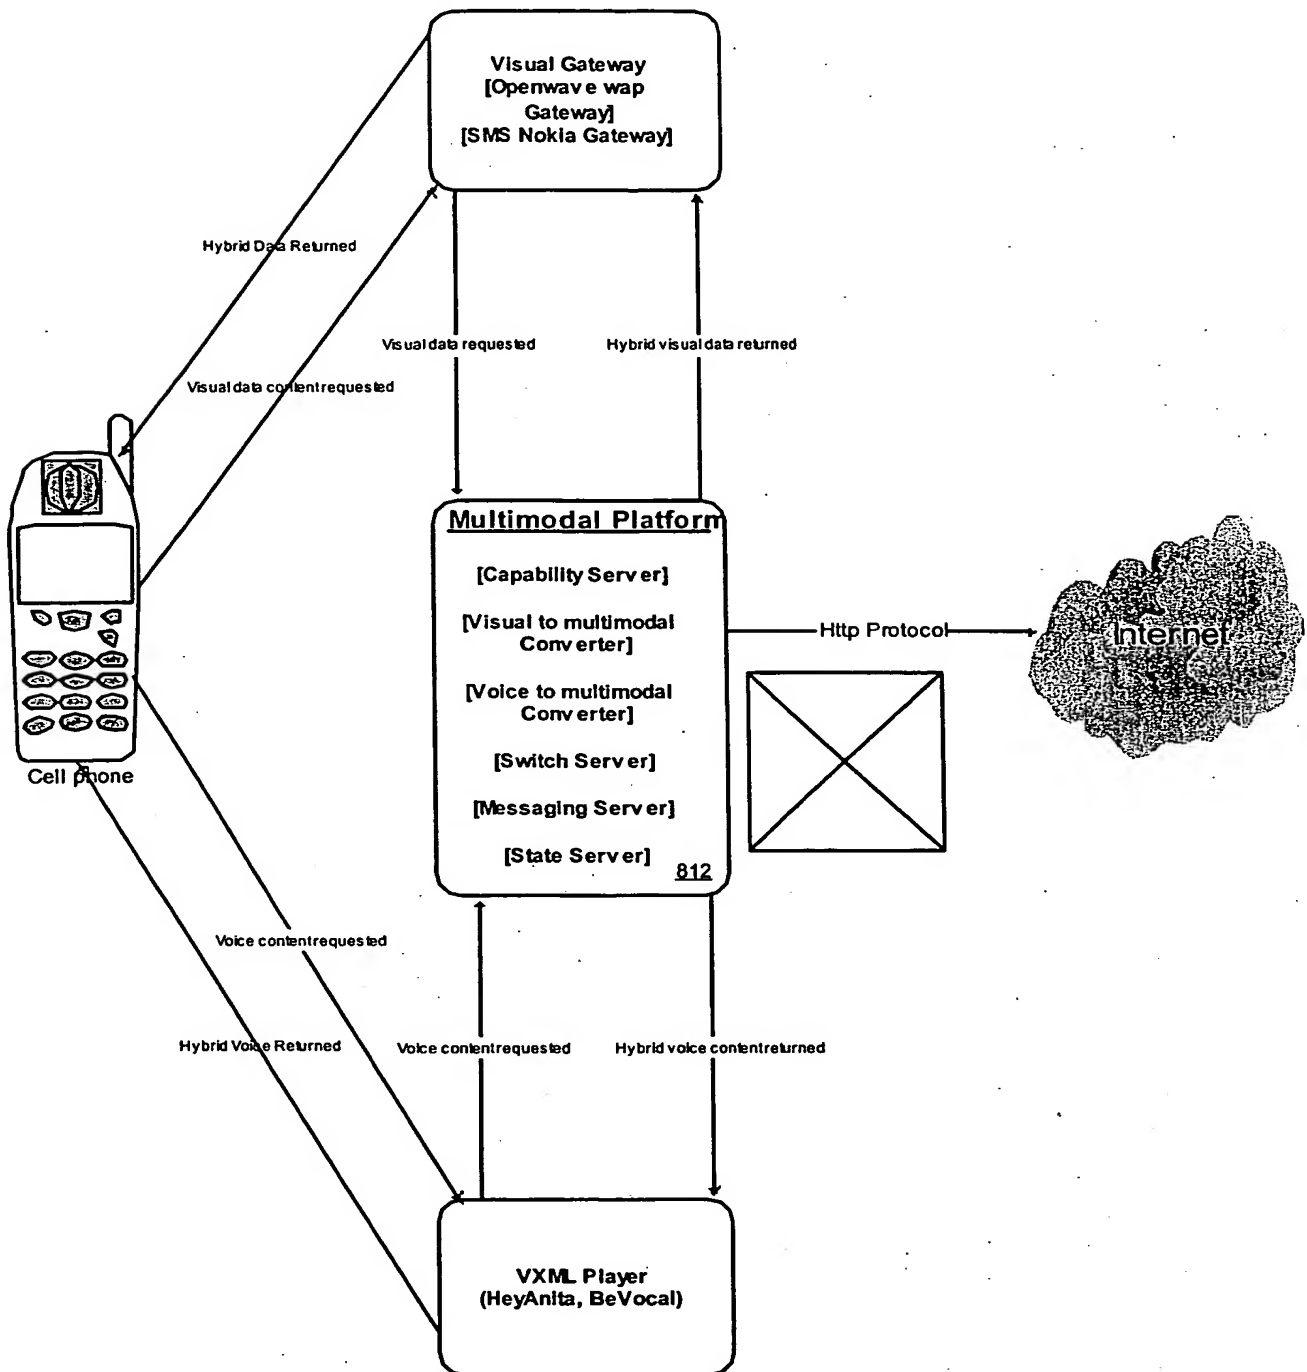 Visual Gateway
[Openwave wap
Gateway]
[SMS Nokia Gateway]
Hybrid Data Returned
Visual data requested
Hybrid visual data returned
Visual data content requested
Multimodal Platform
[Capability Server]
[Visual to multimodal
Converter]
Http Protocol
Internet
[Voice to multimodal
Converter]
[Switch Server]
Cell phone
[Messaging Server]
[State Server]
812
Voice content requested
Hybrid Voice Returned
Voice content requested
Hybrid voice content returned
VXML Player
(HeyAnita, BeVocal)